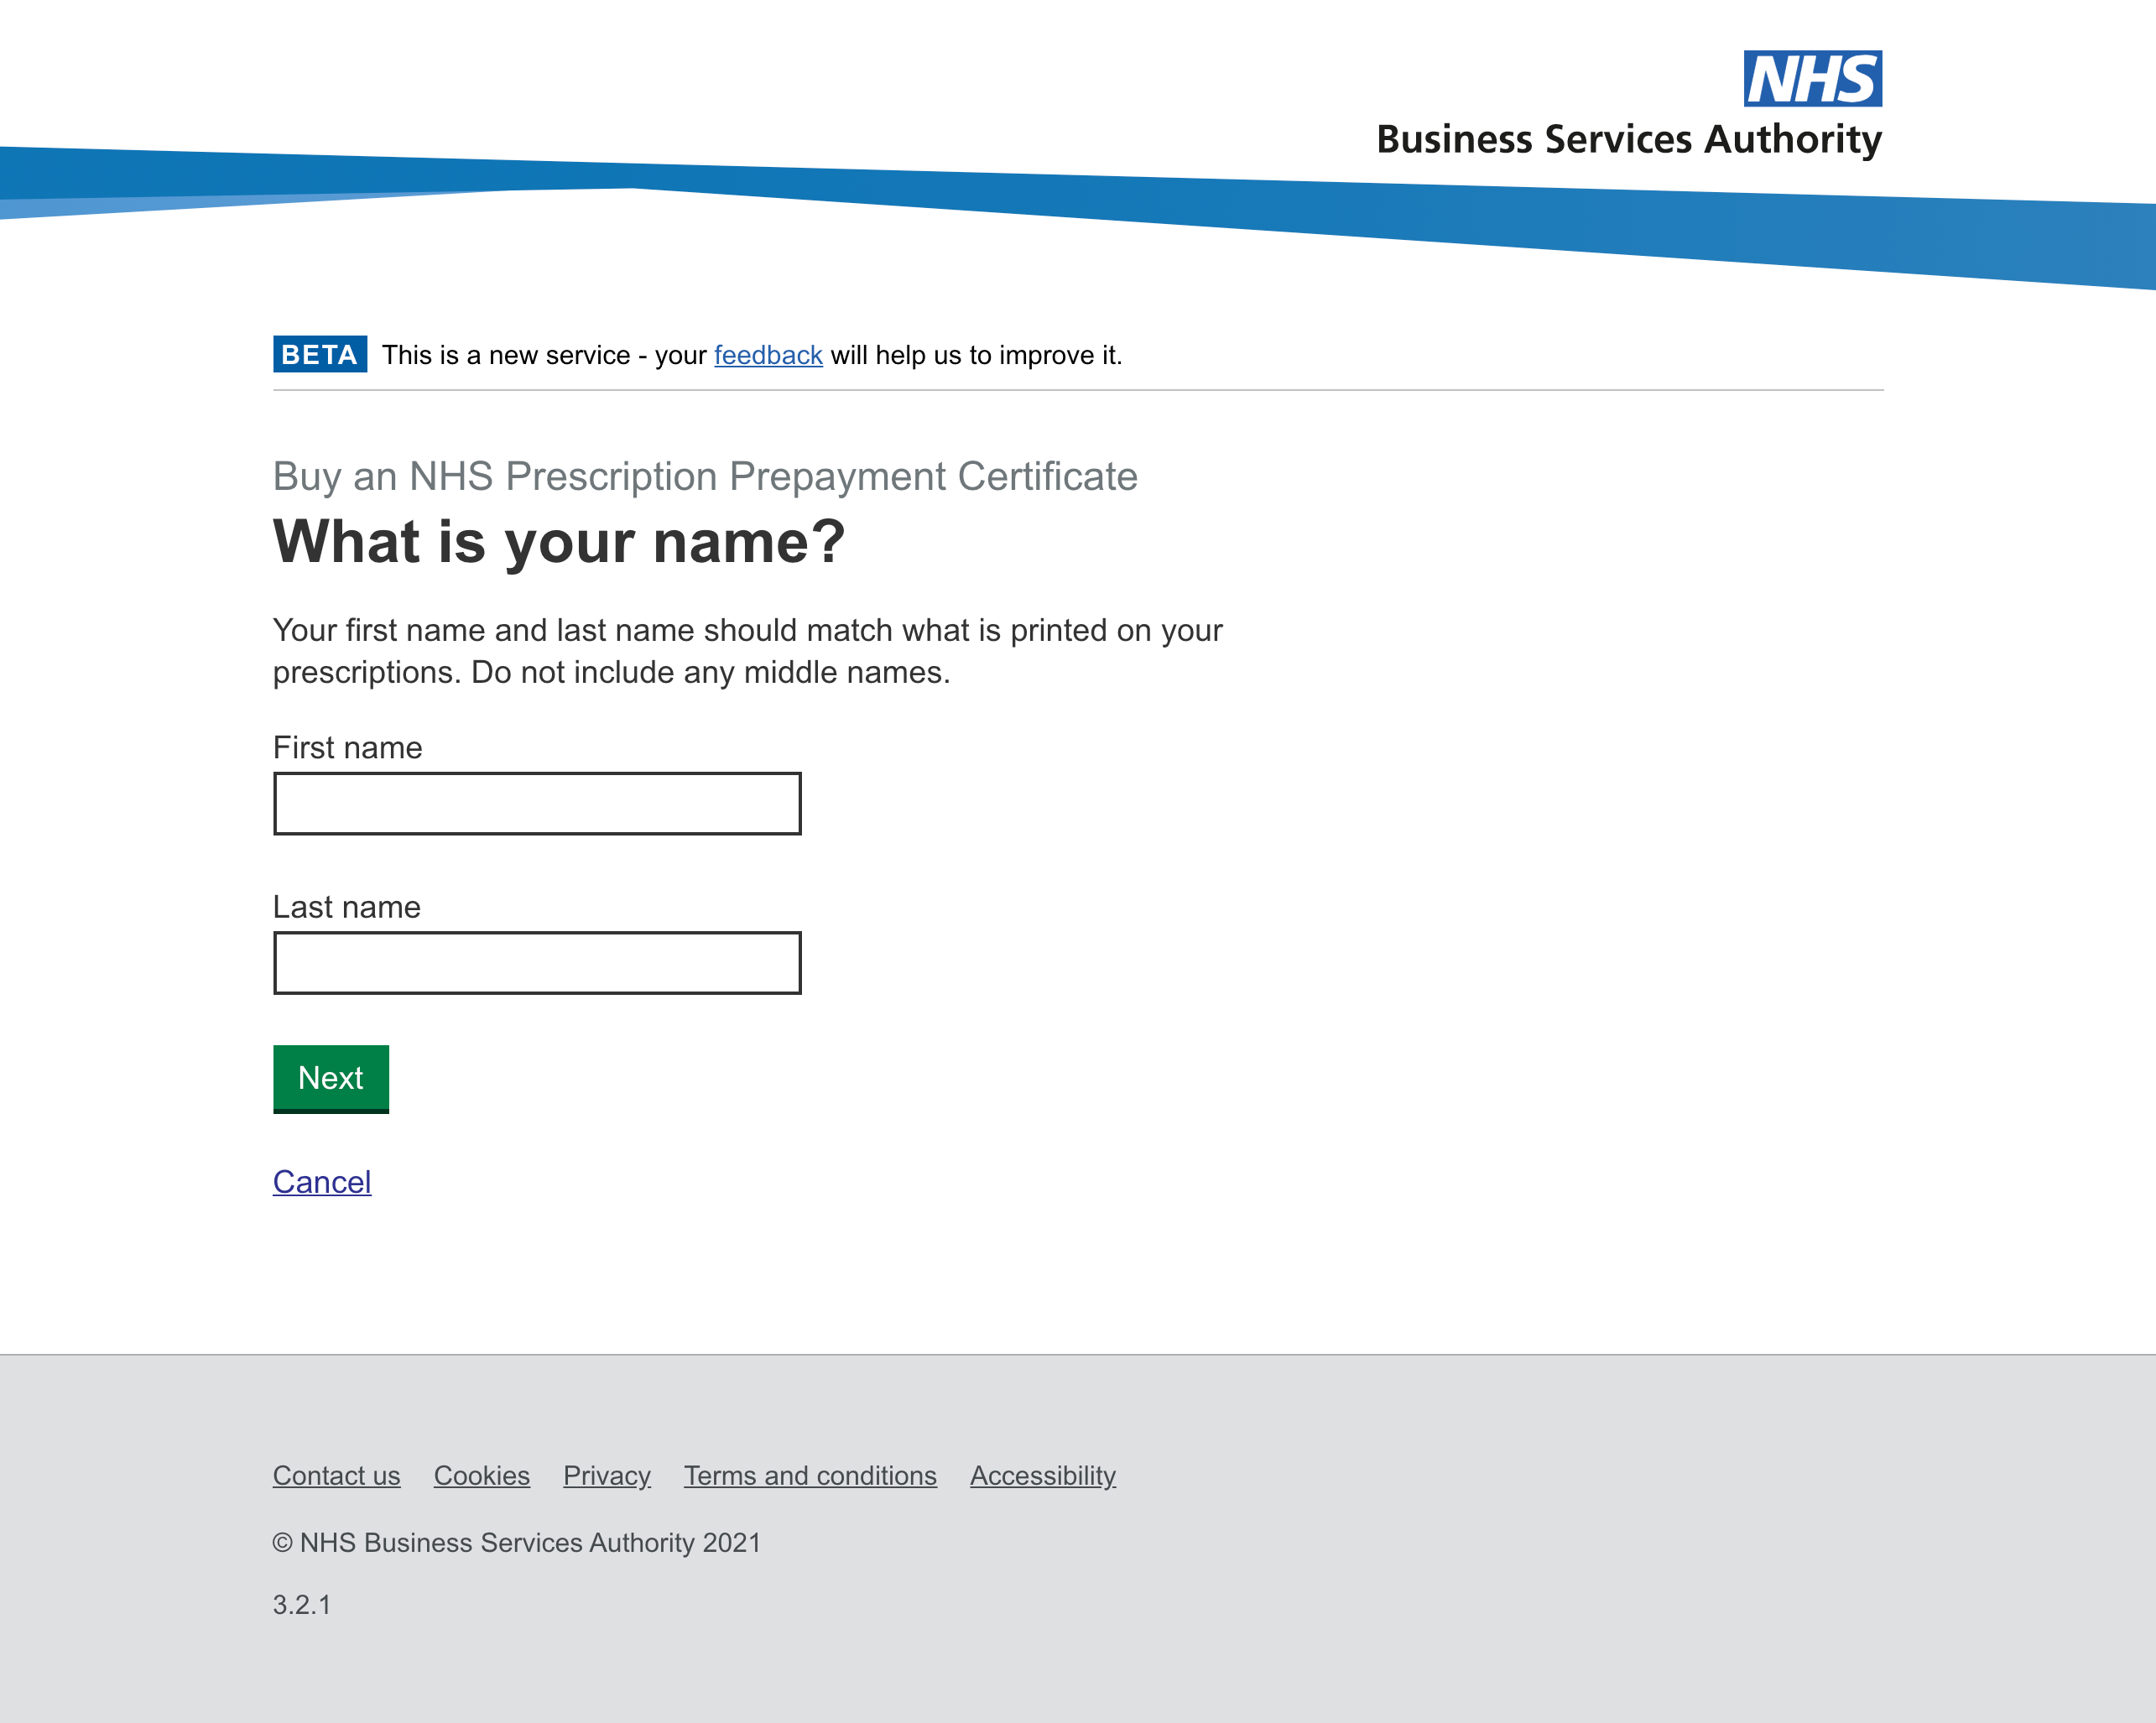 NHS
Business Services Authority
BETA This is a new service - your feedback will help us to improve it.
Buy an NHS Prescription Prepayment Certificate
What is your name?
Your first name and last name should match what is printed on your
prescriptions. Do not include any middle names.
First name
Last name
Next
Cancel
Contact us Cookies Privacy Terms and conditions Accessibility
© NHS Business Services Authority 2021
3.2.1